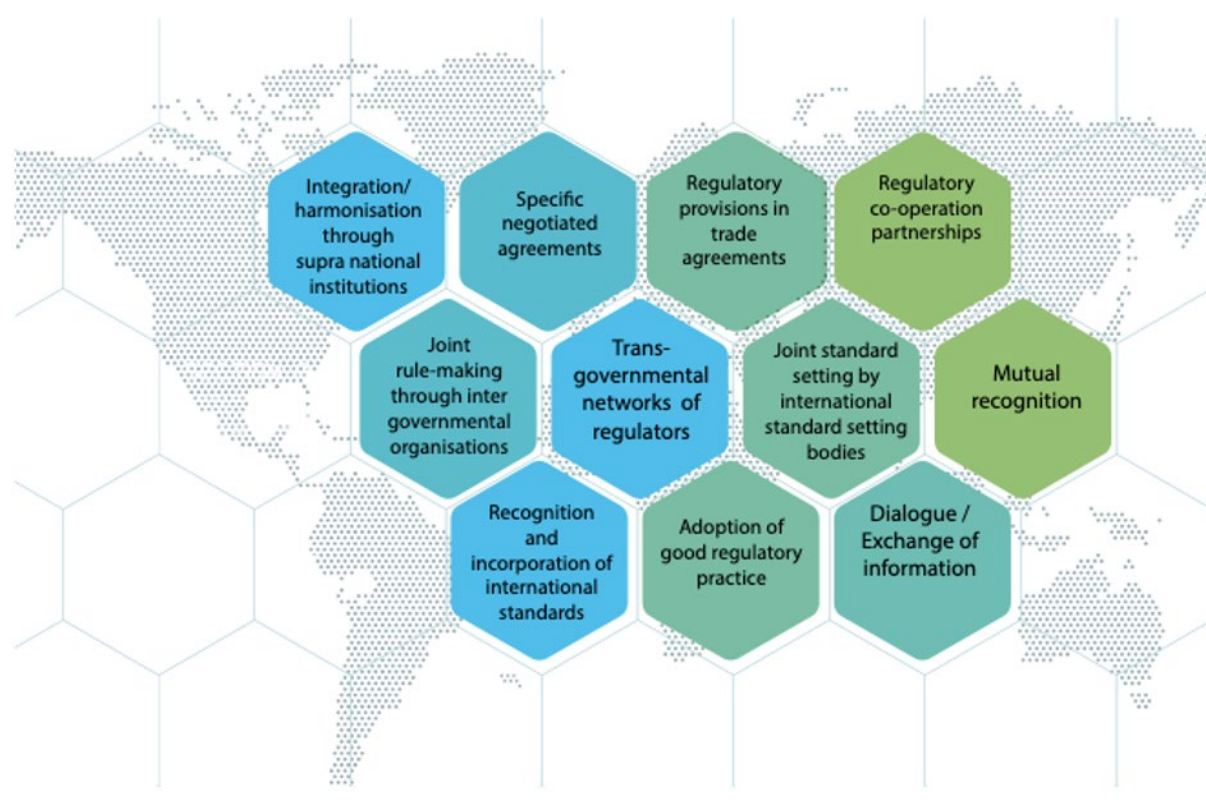 Integration/
harmonisation
through
supra national
institutions
Specific
negotiated
agreements
Regulatory
provisions in
trade
agreements
Regulatory
co-operation
partnerships
Joint
rule-making
through inter
governmental
organisations
Trans-
governmental
networks of
regulators
Joint standard
setting by
international
standard setting
bodies
Mutual
recognition
Recognition
and
incorporation of
international
standards
Adoption of
good regulatory
practice
Dialogue /
Exchange of
information